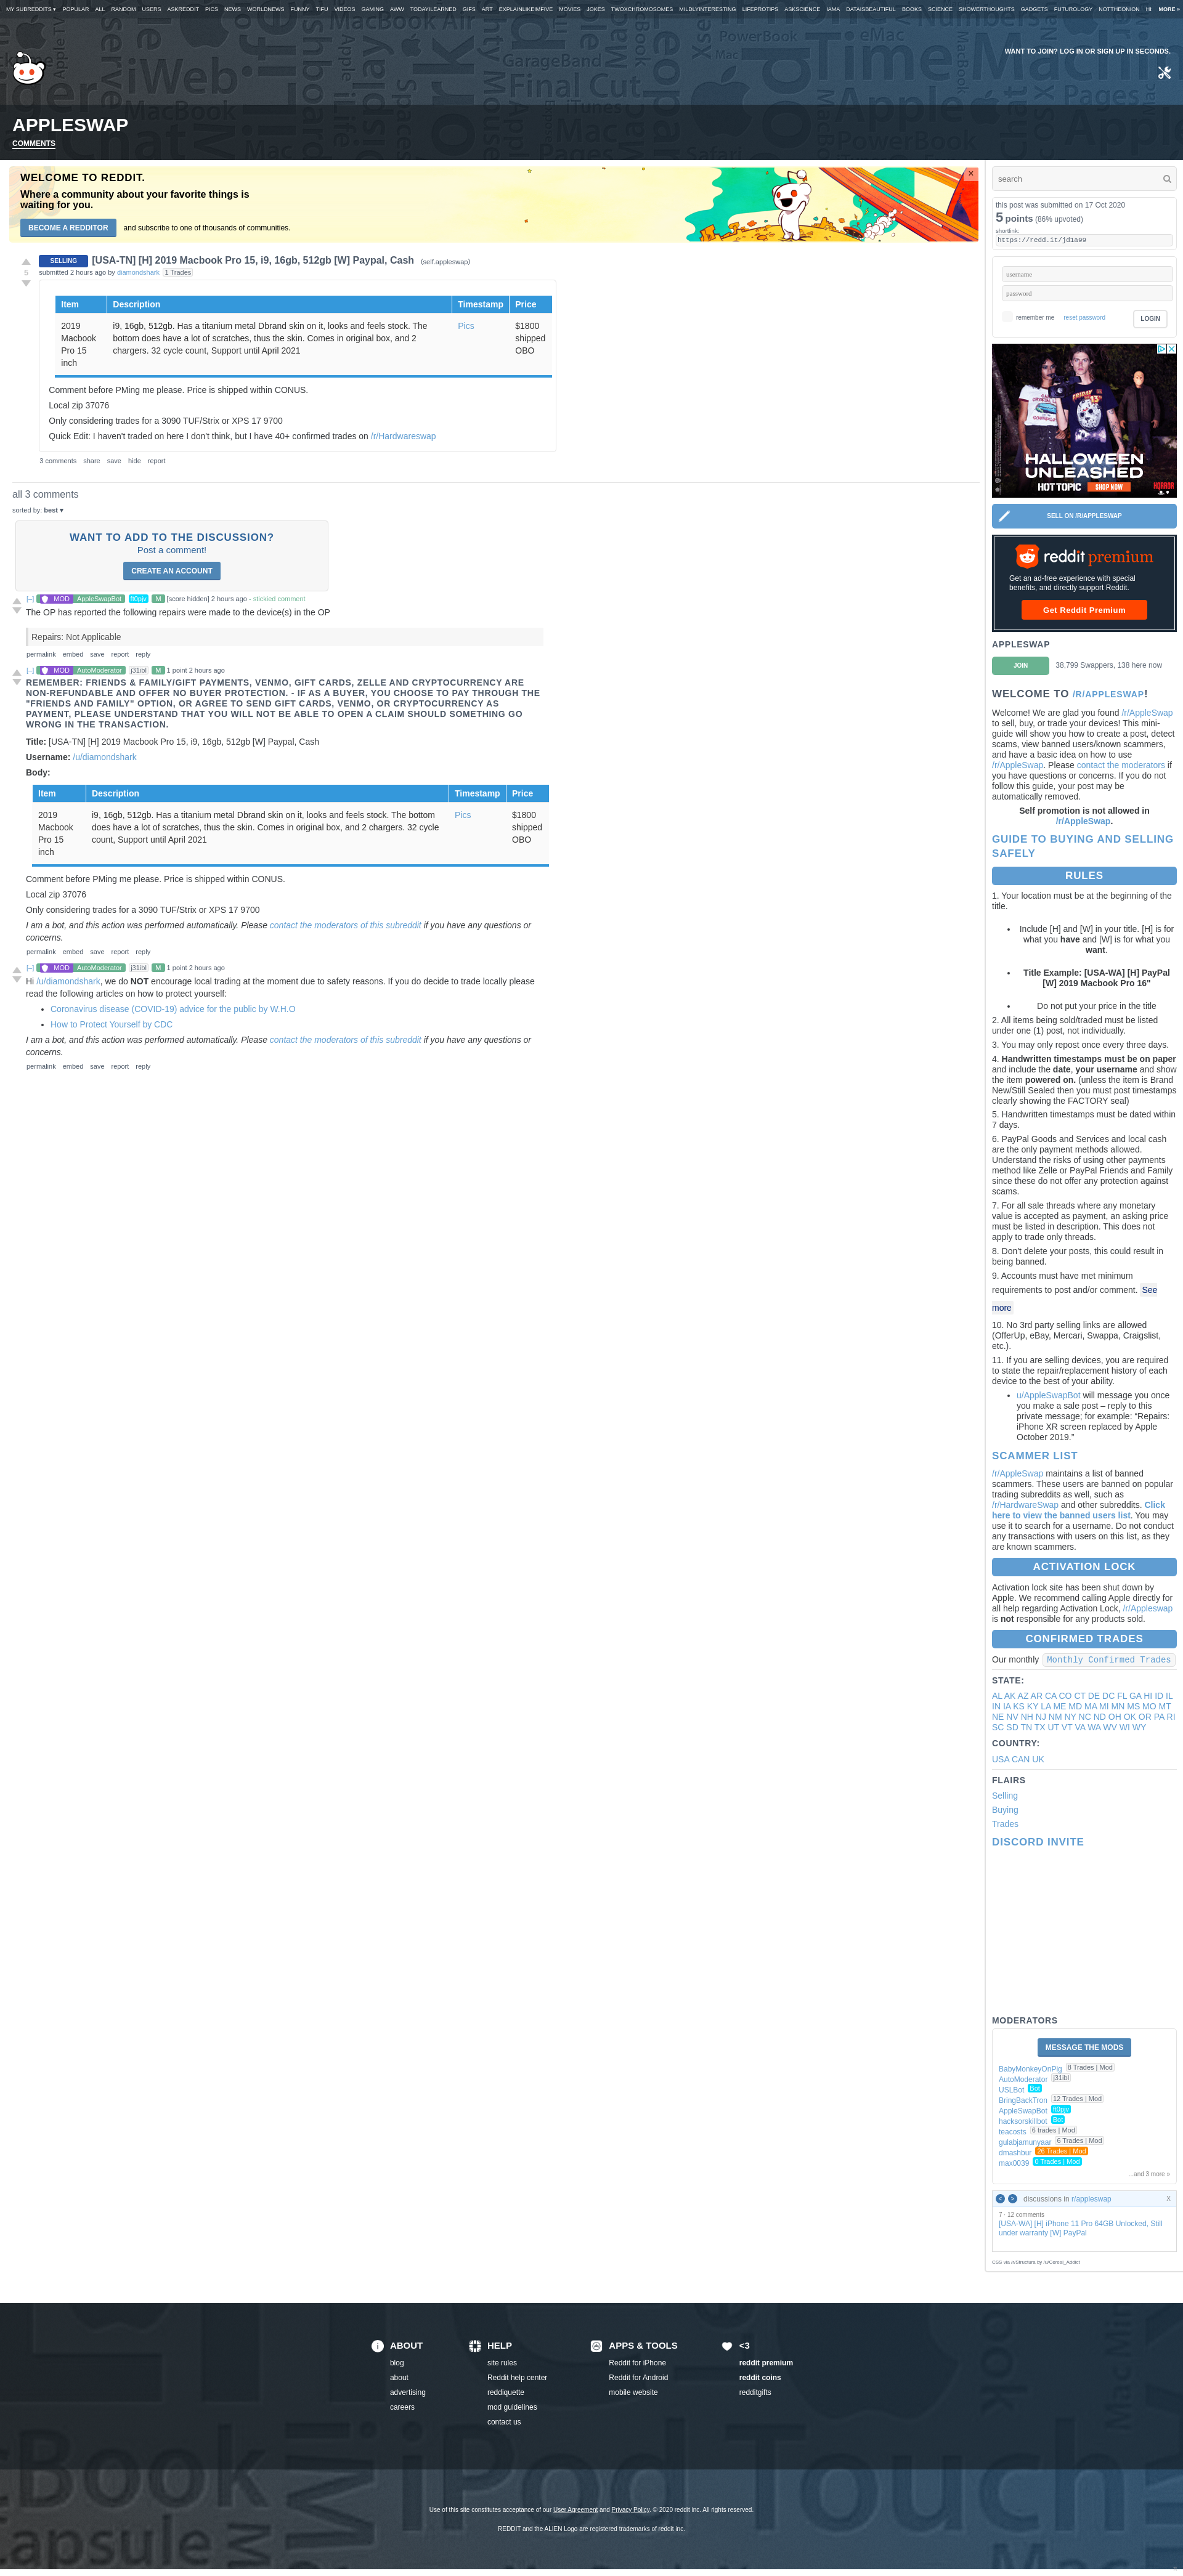 MY SUBREDDITS ▾ POPULAR ALL RANDOM USERS ASKREDDIT PICS NEWS WORLDNEWS FUNNY TIFU VIDEOS GAMING AWW TODAYILEARNED GIFS ART EXPLAINLIKEIMFIVE MOVIES JOKES TWOXCHROMOSOMES MILDLYINTERESTING LIFEPROTIPS ASKSCIENCE IAMA DATAISBEAUTIFUL BOOKS SCIENCE SHOWERTHOUGHTS GADGETS FUTUROLOGY NOTTHEONION HI MORE »
WANT TO JOIN? LOG IN OR SIGN UP IN SECONDS.
APPLESWAP
COMMENTS
WELCOME TO REDDIT.
Where a community about your favorite things is
waiting for you.
BECOME A REDDITOR and subscribe to one of thousands of communities.
5
SELLING [USA-TN] [H] 2019 Macbook Pro 15, i9, 16gb, 512gb [W] Paypal, Cash (self.appleswap)
submitted 2 hours ago by diamondshark 1 Trades
Item Description Timestamp Price
2019 Macbook Pro 15 inch
i9, 16gb, 512gb. Has a titanium metal Dbrand skin on it, looks and feels stock. The
bottom does have a lot of scratches, thus the skin. Comes in original box, and 2
chargers. 32 cycle count, Support until April 2021
Pics
$1800 shipped OBO
Comment before PMing me please. Price is shipped within CONUS.
Local zip 37076
Only considering trades for a 3090 TUF/Strix or XPS 17 9700
Quick Edit: I haven't traded on here I don't think, but I have 40+ confirmed trades on /r/Hardwareswap
3 comments share save hide report
all 3 comments
sorted by: best ▾
WANT TO ADD TO THE DISCUSSION?
Post a comment!
CREATE AN ACCOUNT
[–] MOD AppleSwapBot ft0pjv M [score hidden] 2 hours ago - stickied comment
The OP has reported the following repairs were made to the device(s) in the OP
Repairs: Not Applicable
permalink embed save report reply
[–] MOD AutoModerator j31ibl M 1 point 2 hours ago
REMEMBER: FRIENDS & FAMILY/GIFT PAYMENTS, VENMO, GIFT CARDS, ZELLE AND CRYPTOCURRENCY ARE
NON-REFUNDABLE AND OFFER NO BUYER PROTECTION. - IF AS A BUYER, YOU CHOOSE TO PAY THROUGH THE
"FRIENDS AND FAMILY" OPTION, OR AGREE TO SEND GIFT CARDS, VENMO, OR CRYPTOCURRENCY AS
PAYMENT, PLEASE UNDERSTAND THAT YOU WILL NOT BE ABLE TO OPEN A CLAIM SHOULD SOMETHING GO
WRONG IN THE TRANSACTION.
Title: [USA-TN] [H] 2019 Macbook Pro 15, i9, 16gb, 512gb [W] Paypal, Cash
Username: /u/diamondshark
Body:
Item Description Timestamp Price
2019 Macbook Pro 15 inch
i9, 16gb, 512gb. Has a titanium metal Dbrand skin on it, looks and feels stock. The bottom
does have a lot of scratches, thus the skin. Comes in original box, and 2 chargers. 32 cycle
count, Support until April 2021
Pics
$1800 shipped OBO
Comment before PMing me please. Price is shipped within CONUS.
Local zip 37076
Only considering trades for a 3090 TUF/Strix or XPS 17 9700
I am a bot, and this action was performed automatically. Please contact the moderators of this subreddit if you have any questions or
concerns.
permalink embed save report reply
[–] MOD AutoModerator j31ibl M 1 point 2 hours ago
Hi /u/diamondshark, we do NOT encourage local trading at the moment due to safety reasons. If you do decide to trade locally please
read the following articles on how to protect yourself:
• Coronavirus disease (COVID-19) advice for the public by W.H.O
• How to Protect Yourself by CDC
I am a bot, and this action was performed automatically. Please contact the moderators of this subreddit if you have any questions or
concerns.
permalink embed save report reply
search
this post was submitted on 17 Oct 2020
5 points (86% upvoted)
shortlink:
https://redd.it/jd1a99
username
password
remember me reset password LOGIN
HALLOWEEN
UNLEASHED
HOT TOPIC SHOP NOW HORROR
SELL ON /R/APPLESWAP
reddit premium
Get an ad-free experience with special
benefits, and directly support Reddit.
Get Reddit Premium
APPLESWAP
JOIN 38,799 Swappers, 138 here now
WELCOME TO /R/APPLESWAP!
Welcome! We are glad you found /r/AppleSwap
to sell, buy, or trade your devices! This mini-
guide will show you how to create a post, detect
scams, view banned users/known scammers,
and have a basic idea on how to use
/r/AppleSwap. Please contact the moderators if
you have questions or concerns. If you do not
follow this guide, your post may be
automatically removed.
Self promotion is not allowed in
/r/AppleSwap.
GUIDE TO BUYING AND SELLING
SAFELY
RULES
1. Your location must be at the beginning of the
title.
• Include [H] and [W] in your title. [H] is for
what you have and [W] is for what you
want.
• Title Example: [USA-WA] [H] PayPal
[W] 2019 Macbook Pro 16"
• Do not put your price in the title
2. All items being sold/traded must be listed
under one (1) post, not individually.
3. You may only repost once every three days.
4. Handwritten timestamps must be on paper
and include the date, your username and show
the item powered on. (unless the item is Brand
New/Still Sealed then you must post timestamps
clearly showing the FACTORY seal)
5. Handwritten timestamps must be dated within
7 days.
6. PayPal Goods and Services and local cash
are the only payment methods allowed.
Understand the risks of using other payments
method like Zelle or PayPal Friends and Family
since these do not offer any protection against
scams.
7. For all sale threads where any monetary
value is accepted as payment, an asking price
must be listed in description. This does not
apply to trade only threads.
8. Don't delete your posts, this could result in
being banned.
9. Accounts must have met minimum
requirements to post and/or comment. See
more
10. No 3rd party selling links are allowed
(OfferUp, eBay, Mercari, Swappa, Craigslist,
etc.).
11. If you are selling devices, you are required
to state the repair/replacement history of each
device to the best of your ability.
• u/AppleSwapBot will message you once
you make a sale post – reply to this
private message; for example: “Repairs:
iPhone XR screen replaced by Apple
October 2019.”
SCAMMER LIST
/r/AppleSwap maintains a list of banned
scammers. These users are banned on popular
trading subreddits as well, such as
/r/HardwareSwap and other subreddits. Click
here to view the banned users list. You may
use it to search for a username. Do not conduct
any transactions with users on this list, as they
are known scammers.
ACTIVATION LOCK
Activation lock site has been shut down by
Apple. We recommend calling Apple directly for
all help regarding Activation Lock, /r/Appleswap
is not responsible for any products sold.
CONFIRMED TRADES
Our monthly Monthly Confirmed Trades
STATE:
AL AK AZ AR CA CO CT DE DC FL GA HI ID IL
IN IA KS KY LA ME MD MA MI MN MS MO MT
NE NV NH NJ NM NY NC ND OH OK OR PA RI
SC SD TN TX UT VT VA WA WV WI WY
COUNTRY:
USA CAN UK
FLAIRS
Selling
Buying
Trades
DISCORD INVITE
MODERATORS
MESSAGE THE MODS
BabyMonkeyOnPig 8 Trades | Mod
AutoModerator j31ibl
USLBot Bot
BringBackTron 12 Trades | Mod
AppleSwapBot ft0pjv
hacksorskillbot Bot
teacosts 6 trades | Mod
gulabjamunyaar 6 Trades | Mod
dmashbur 26 Trades | Mod
max0039 0 Trades | Mod
...and 3 more »
< > discussions in r/appleswap X
7 · 12 comments
[USA-WA] [H] iPhone 11 Pro 64GB Unlocked, Still
under warranty [W] PayPal
CSS via r/Structura by /u/Cereal_Addict
ABOUT
blog
about
advertising
careers
HELP
site rules
Reddit help center
reddiquette
mod guidelines
contact us
APPS & TOOLS
Reddit for iPhone
Reddit for Android
mobile website
<3
reddit premium
reddit coins
redditgifts
Use of this site constitutes acceptance of our User Agreement and Privacy Policy. © 2020 reddit inc. All rights reserved.
REDDIT and the ALIEN Logo are registered trademarks of reddit inc.